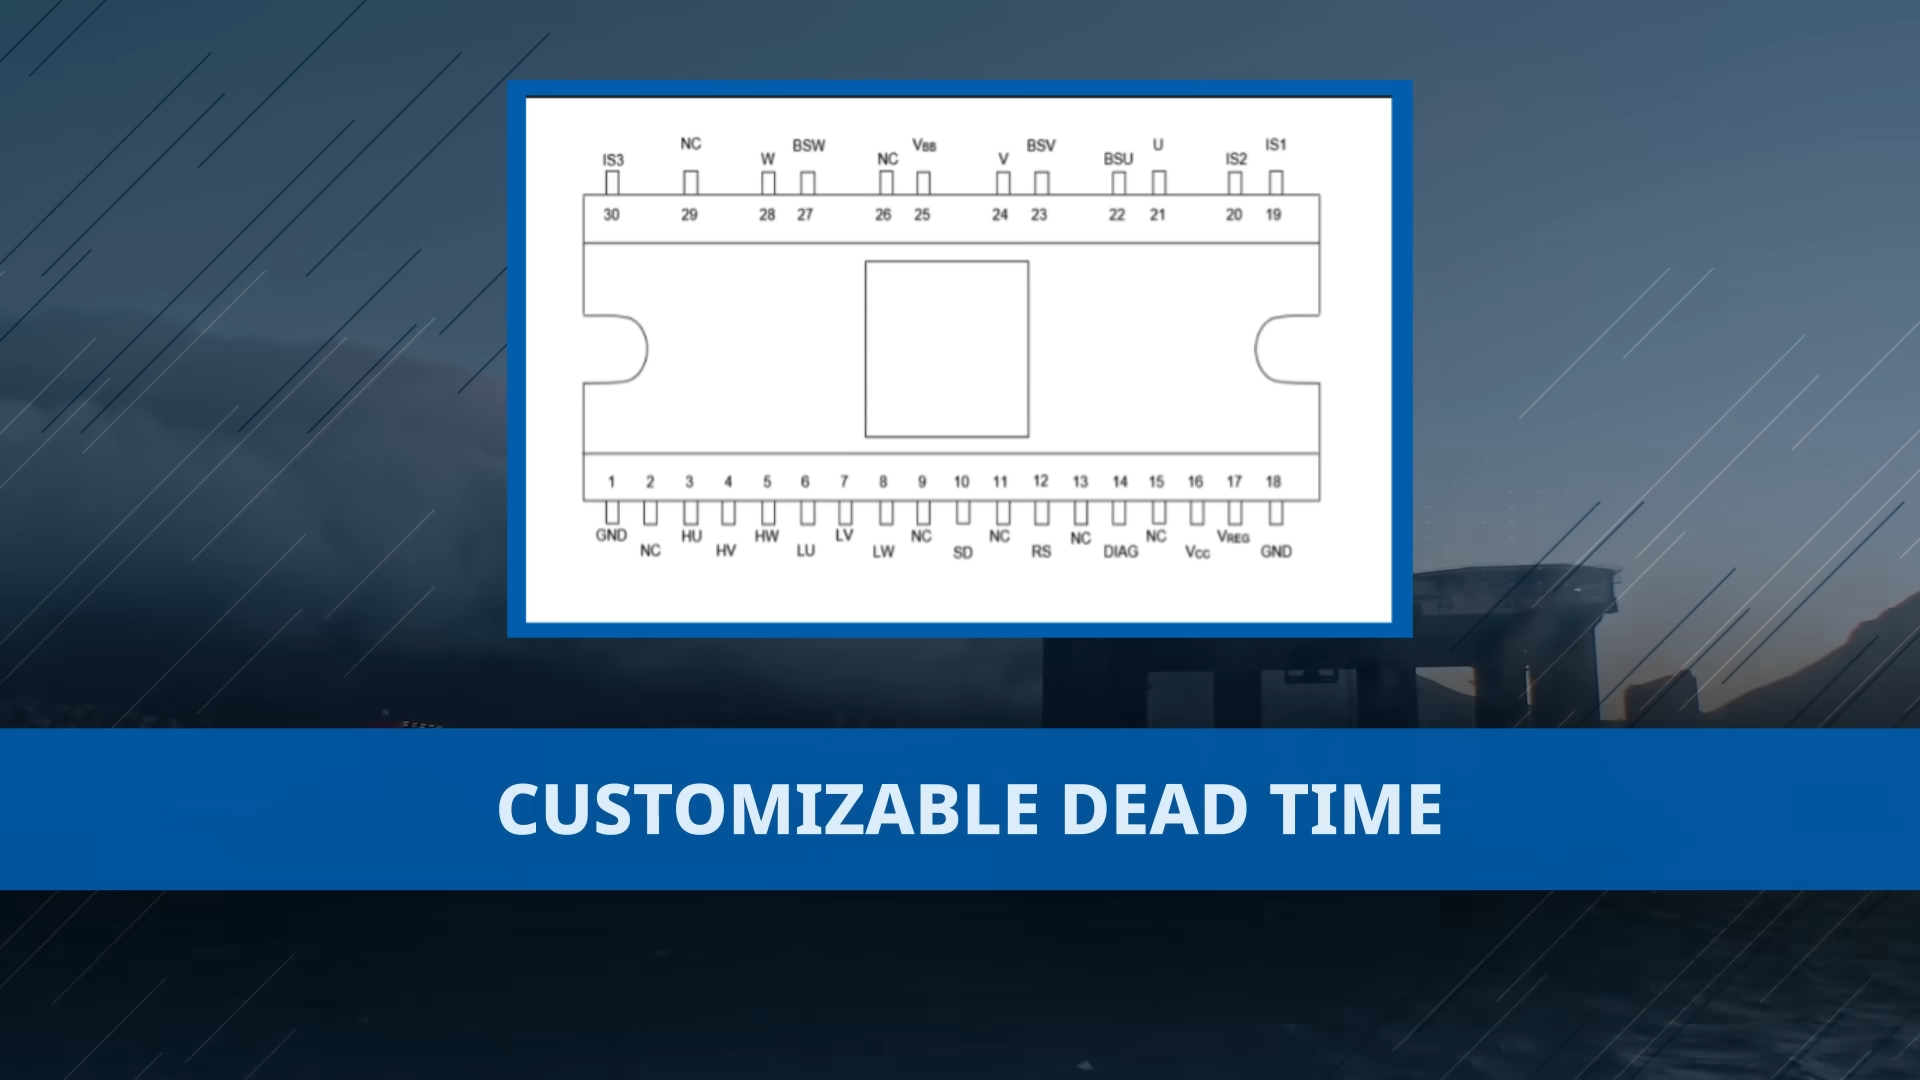 IS3 NC W BSW NC VBB V BSV BSU U IS2 IS1
30 29 28 27 26 25 24 23 22 21 20 19
1 2 3 4 5 6 7 8 9 10 11 12 13 14 15 16 17 18
GND NC HU HV HW LU LV LW NC SD NC RS NC DIAG NC VCC VREG GND
CUSTOMIZABLE DEAD TIME